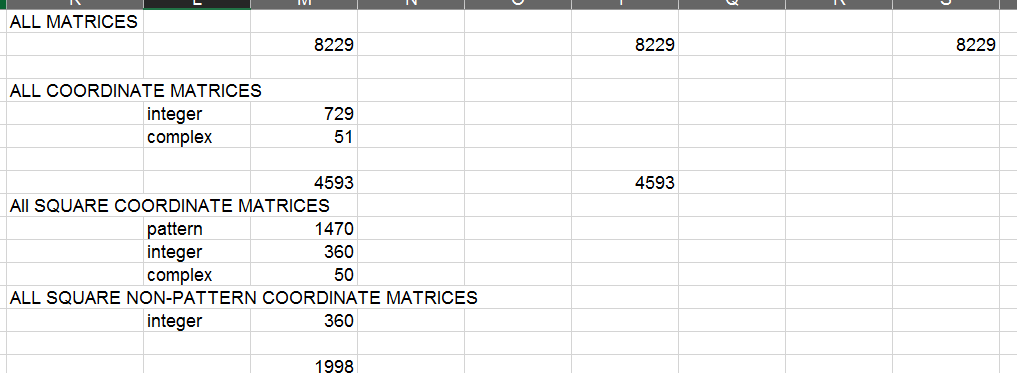 ALL MATRICES
8229 8229 8229
ALL COORDINATE MATRICES
integer 729
complex 51
4593 4593
All SQUARE COORDINATE MATRICES
pattern 1470
integer 360
complex 50
ALL SQUARE NON-PATTERN COORDINATE MATRICES
integer 360
1998